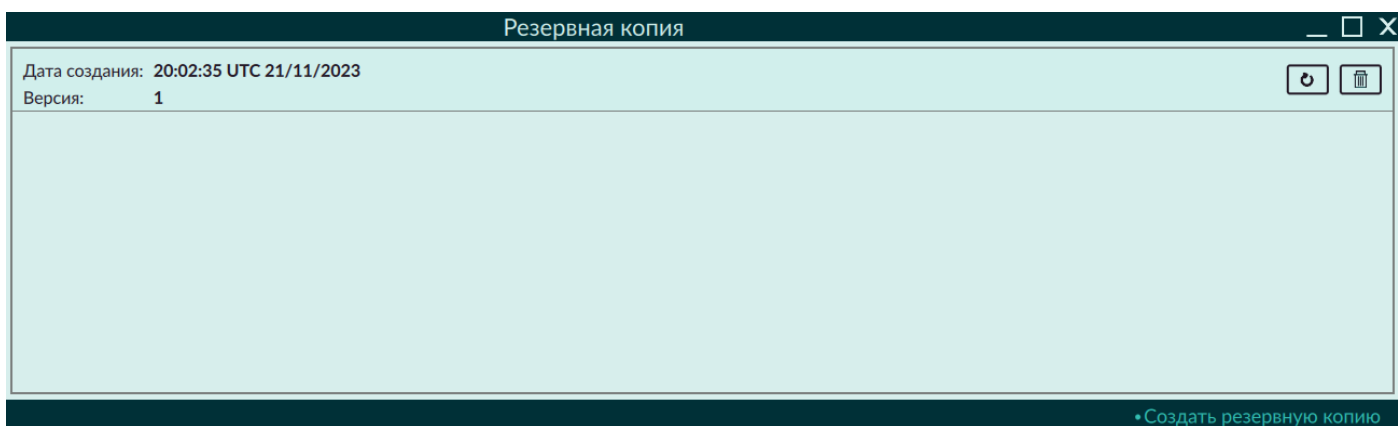 Резервная копия
Дата создания: 20:02:35 UTC 21/11/2023
Версия: 1
•Создать резервную копию